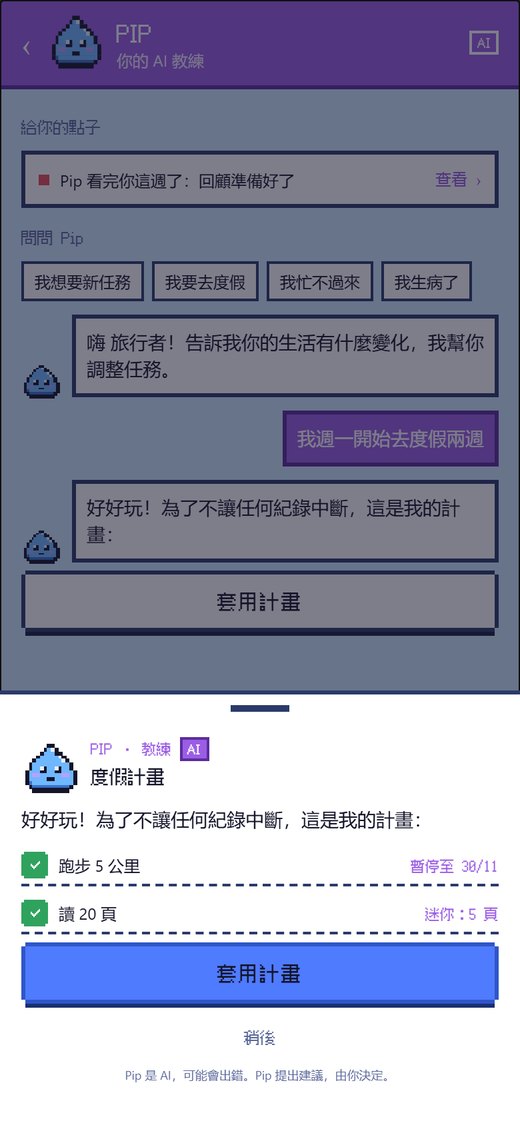 PIP
你的 AI 教練
AI
給你的點子
Pip 看完你這週了：回顧準備好了
查看 ›
問問 Pip
我想要新任務
我要去度假
我忙不過來
我生病了
嗨 旅行者！告訴我你的生活有什麼變化，我幫你
調整任務。
我週一開始去度假兩週
好好玩！為了不讓任何紀錄中斷，這是我的計
畫：
套用計畫
PIP · 教練 AI
度假計畫
好好玩！為了不讓任何紀錄中斷，這是我的計畫：
跑步 5 公里
暫停至 30/11
讀 20 頁
迷你：5 頁
套用計畫
稍後
Pip 是 AI，可能會出錯。Pip 提出建議，由你決定。